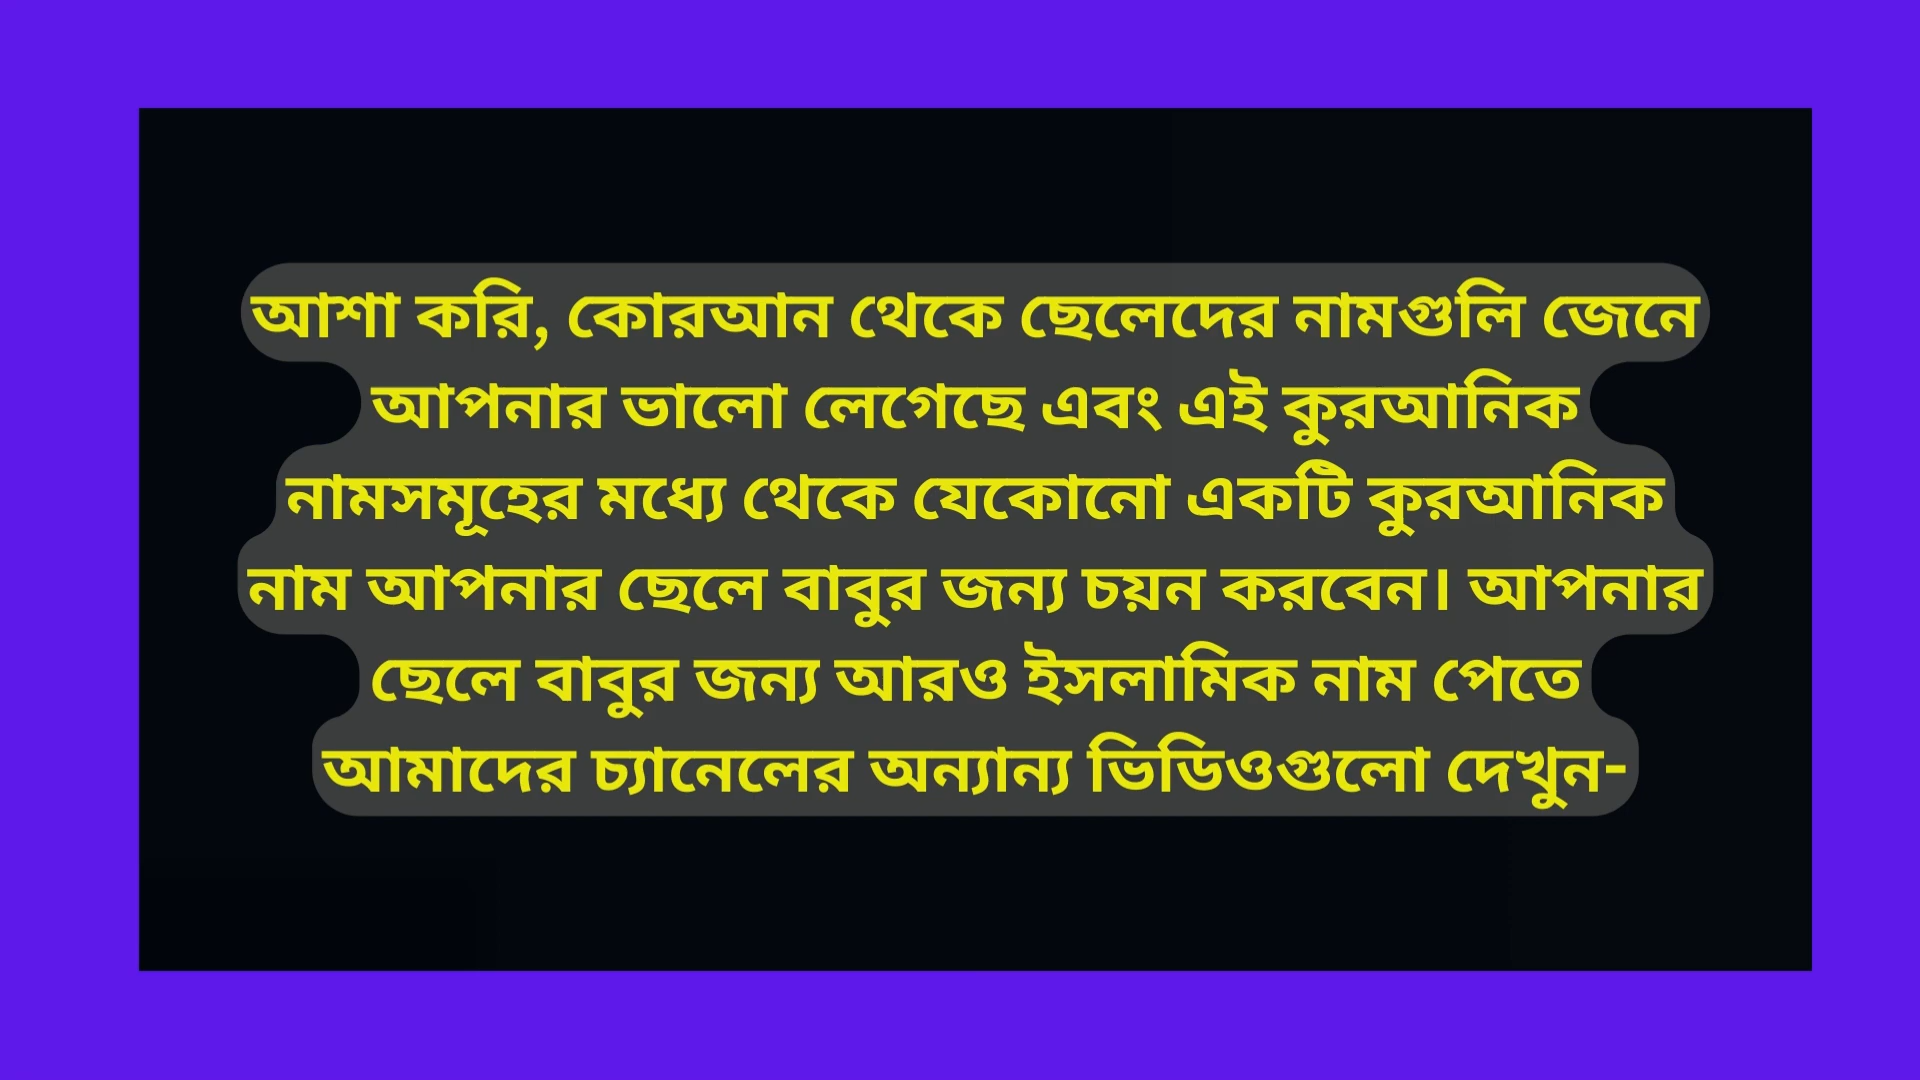 আশা করি, কোরআন থেকে ছেলেদের নামগুলি জেনে
আপনার ভালো লেগেছে এবং এই কুরআনিক
নামসমূহের মধ্যে থেকে যেকোনো একটি কুরআনিক
নাম আপনার ছেলে বাবুর জন্য চয়ন করবেন। আপনার
ছেলে বাবুর জন্য আরও ইসলামিক নাম পেতে
আমাদের চ্যানেলের অন্যান্য ভিডিওগুলো দেখুন-